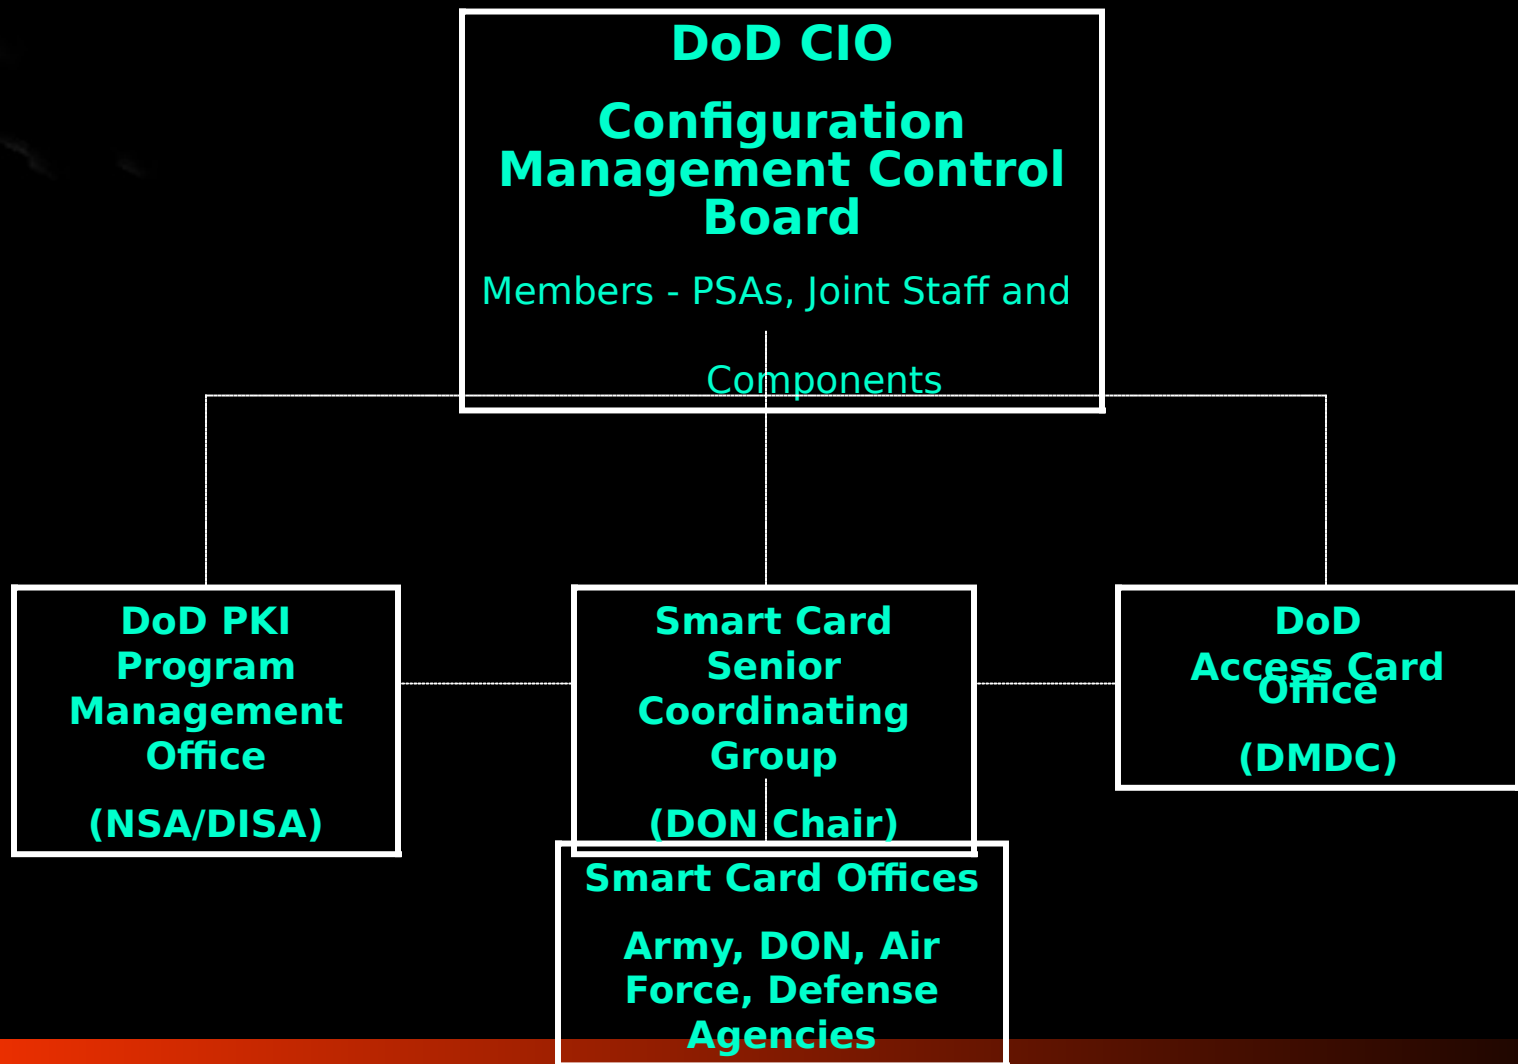 DoD CIO
Configuration
Management Control
Board
Members - PSAs, Joint Staff and
Components
DoD PKI
Program
Management
Office
(NSA/DISA)
Smart Card
Senior
Coordinating
Group
(DON Chair)
DoD
Access Card
Office
(DMDC)
Smart Card Offices
Army, DON, Air
Force, Defense
Agencies